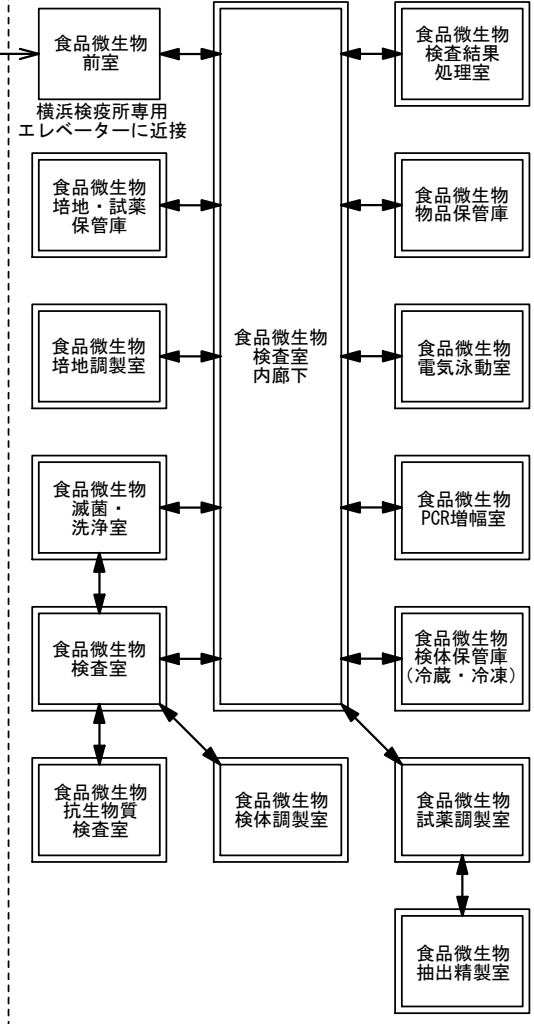 食品微生物
前室
横浜検疫所専用
エレベーターに近接
食品微生物
検査結果
処理室
食品微生物
培地・試薬
保管庫
食品微生物
物品保管庫
食品微生物
検査室
内廊下
食品微生物
培地調製室
食品微生物
電気泳動室
食品微生物
滅菌・
洗浄室
食品微生物
PCR増幅室
食品微生物
検査室
食品微生物
検体保管庫
(冷蔵・冷凍)
食品微生物
抗生物質
検査室
食品微生物
検体調製室
食品微生物
試薬調製室
食品微生物
抽出精製室